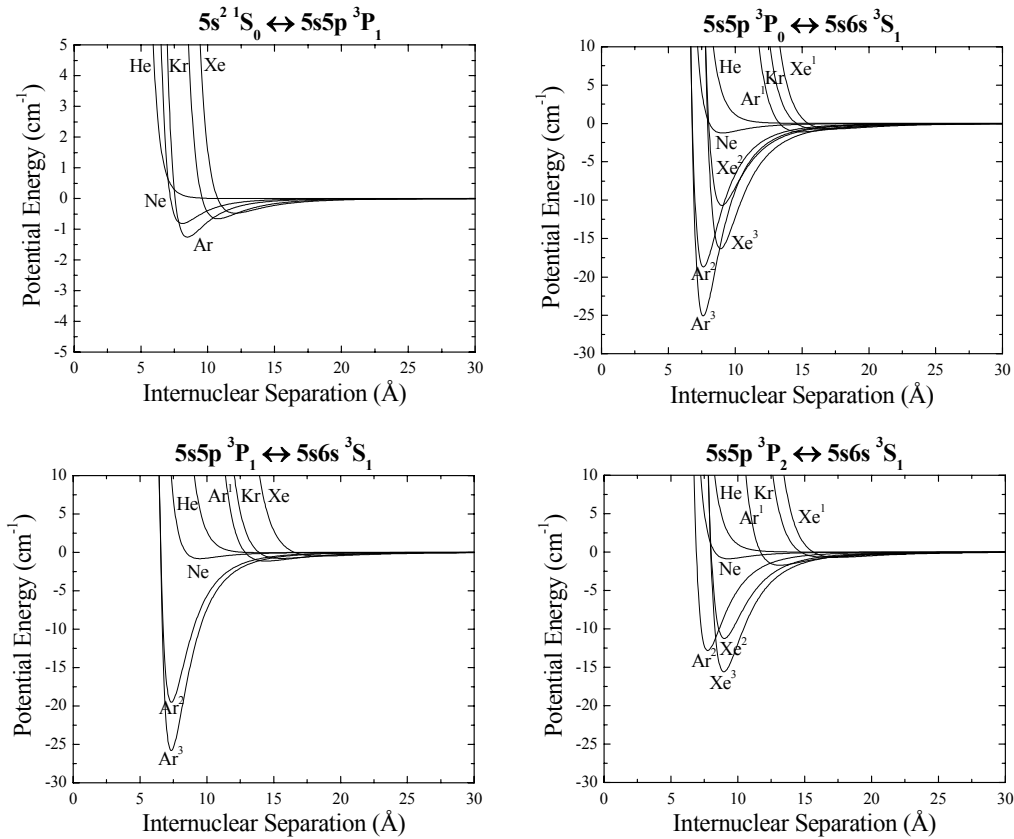 5s² ¹S₀ ↔ 5s5p ³P₁
Potential Energy (cm⁻¹)
5
4
3
2
1
0
-1
-2
-3
-4
-5
He
Kr
Xe
Ne
Ar
0 5 10 15 20 25 30
Internuclear Separation (Å)
5s5p ³P₀ ↔ 5s6s ³S₁
Potential Energy (cm⁻¹)
10
5
0
-5
-10
-15
-20
-25
-30
He
Ar¹
Kr
Xe¹
Ne
Xe²
Xe³
Ar²
Ar³
0 5 10 15 20 25 30
Internuclear Separation (Å)
5s5p ³P₁ ↔ 5s6s ³S₁
Potential Energy (cm⁻¹)
10
5
0
-5
-10
-15
-20
-25
-30
He
Ar¹
Kr
Xe
Ne
Ar²
Ar³
0 5 10 15 20 25 30
Internuclear Separation (Å)
5s5p ³P₂ ↔ 5s6s ³S₁
Potential Energy (cm⁻¹)
10
5
0
-5
-10
-15
-20
-25
-30
He
Ar¹
Kr
Xe¹
Ne
Ar²
Xe²
Xe³
0 5 10 15 20 25 30
Internuclear Separation (Å)